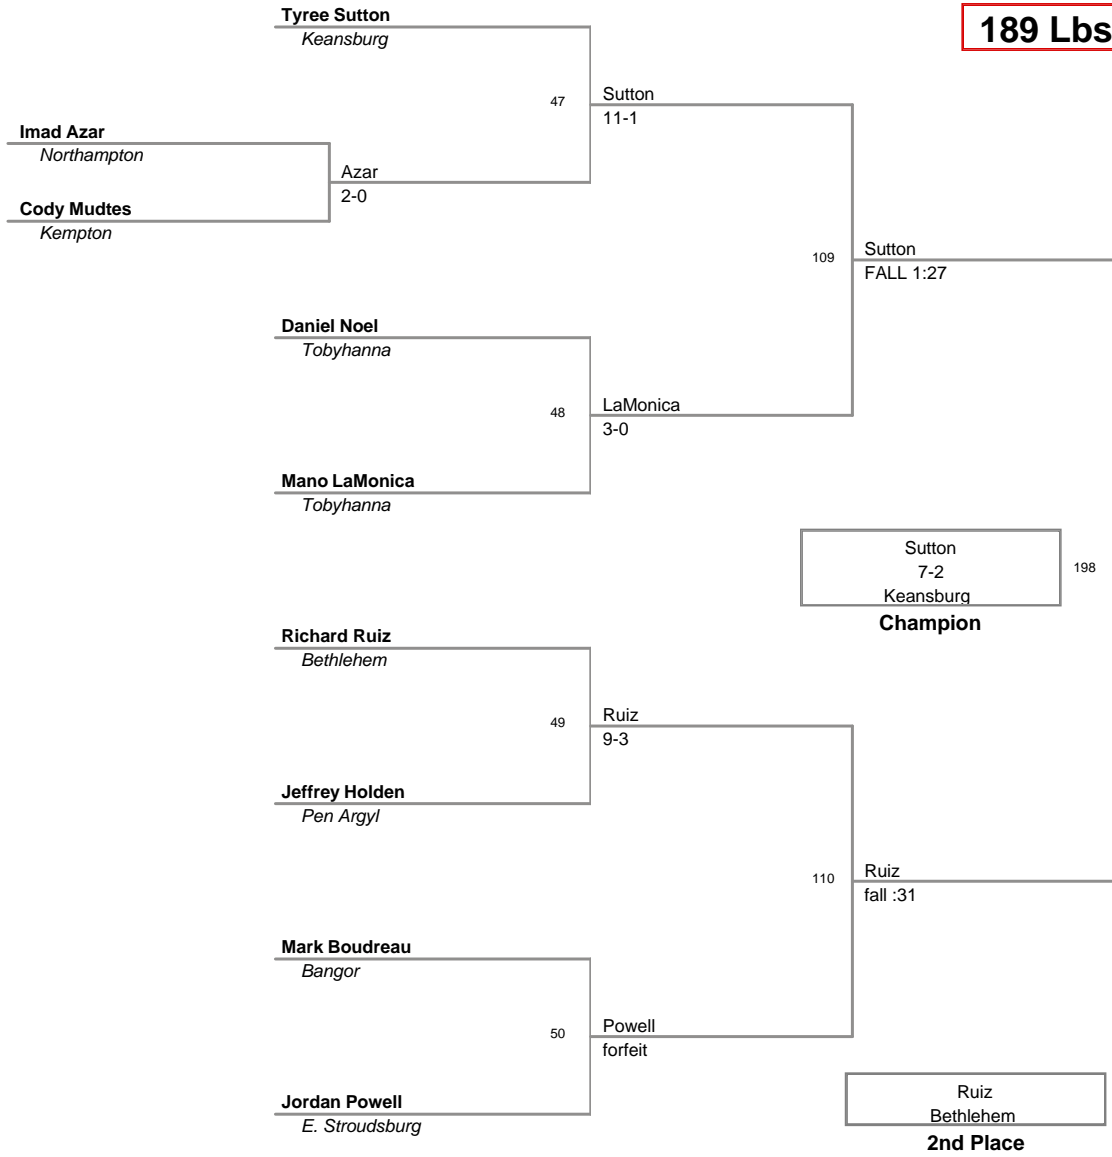 189 Lbs
Tyree Sutton
Keansburg
47
Sutton
11-1
Imad Azar
Northampton
Azar
2-0
Cody Mudtes
Kempton
109
Sutton
FALL 1:27
Daniel Noel
Tobyhanna
48
LaMonica
3-0
Mano LaMonica
Tobyhanna
Sutton
7-2
Keansburg
198
Champion
Richard Ruiz
Bethlehem
49
Ruiz
9-3
Jeffrey Holden
Pen Argyl
110
Ruiz
fall :31
Mark Boudreau
Bangor
50
Powell
forfeit
Jordan Powell
E. Stroudsburg
Ruiz
Bethlehem
2nd Place